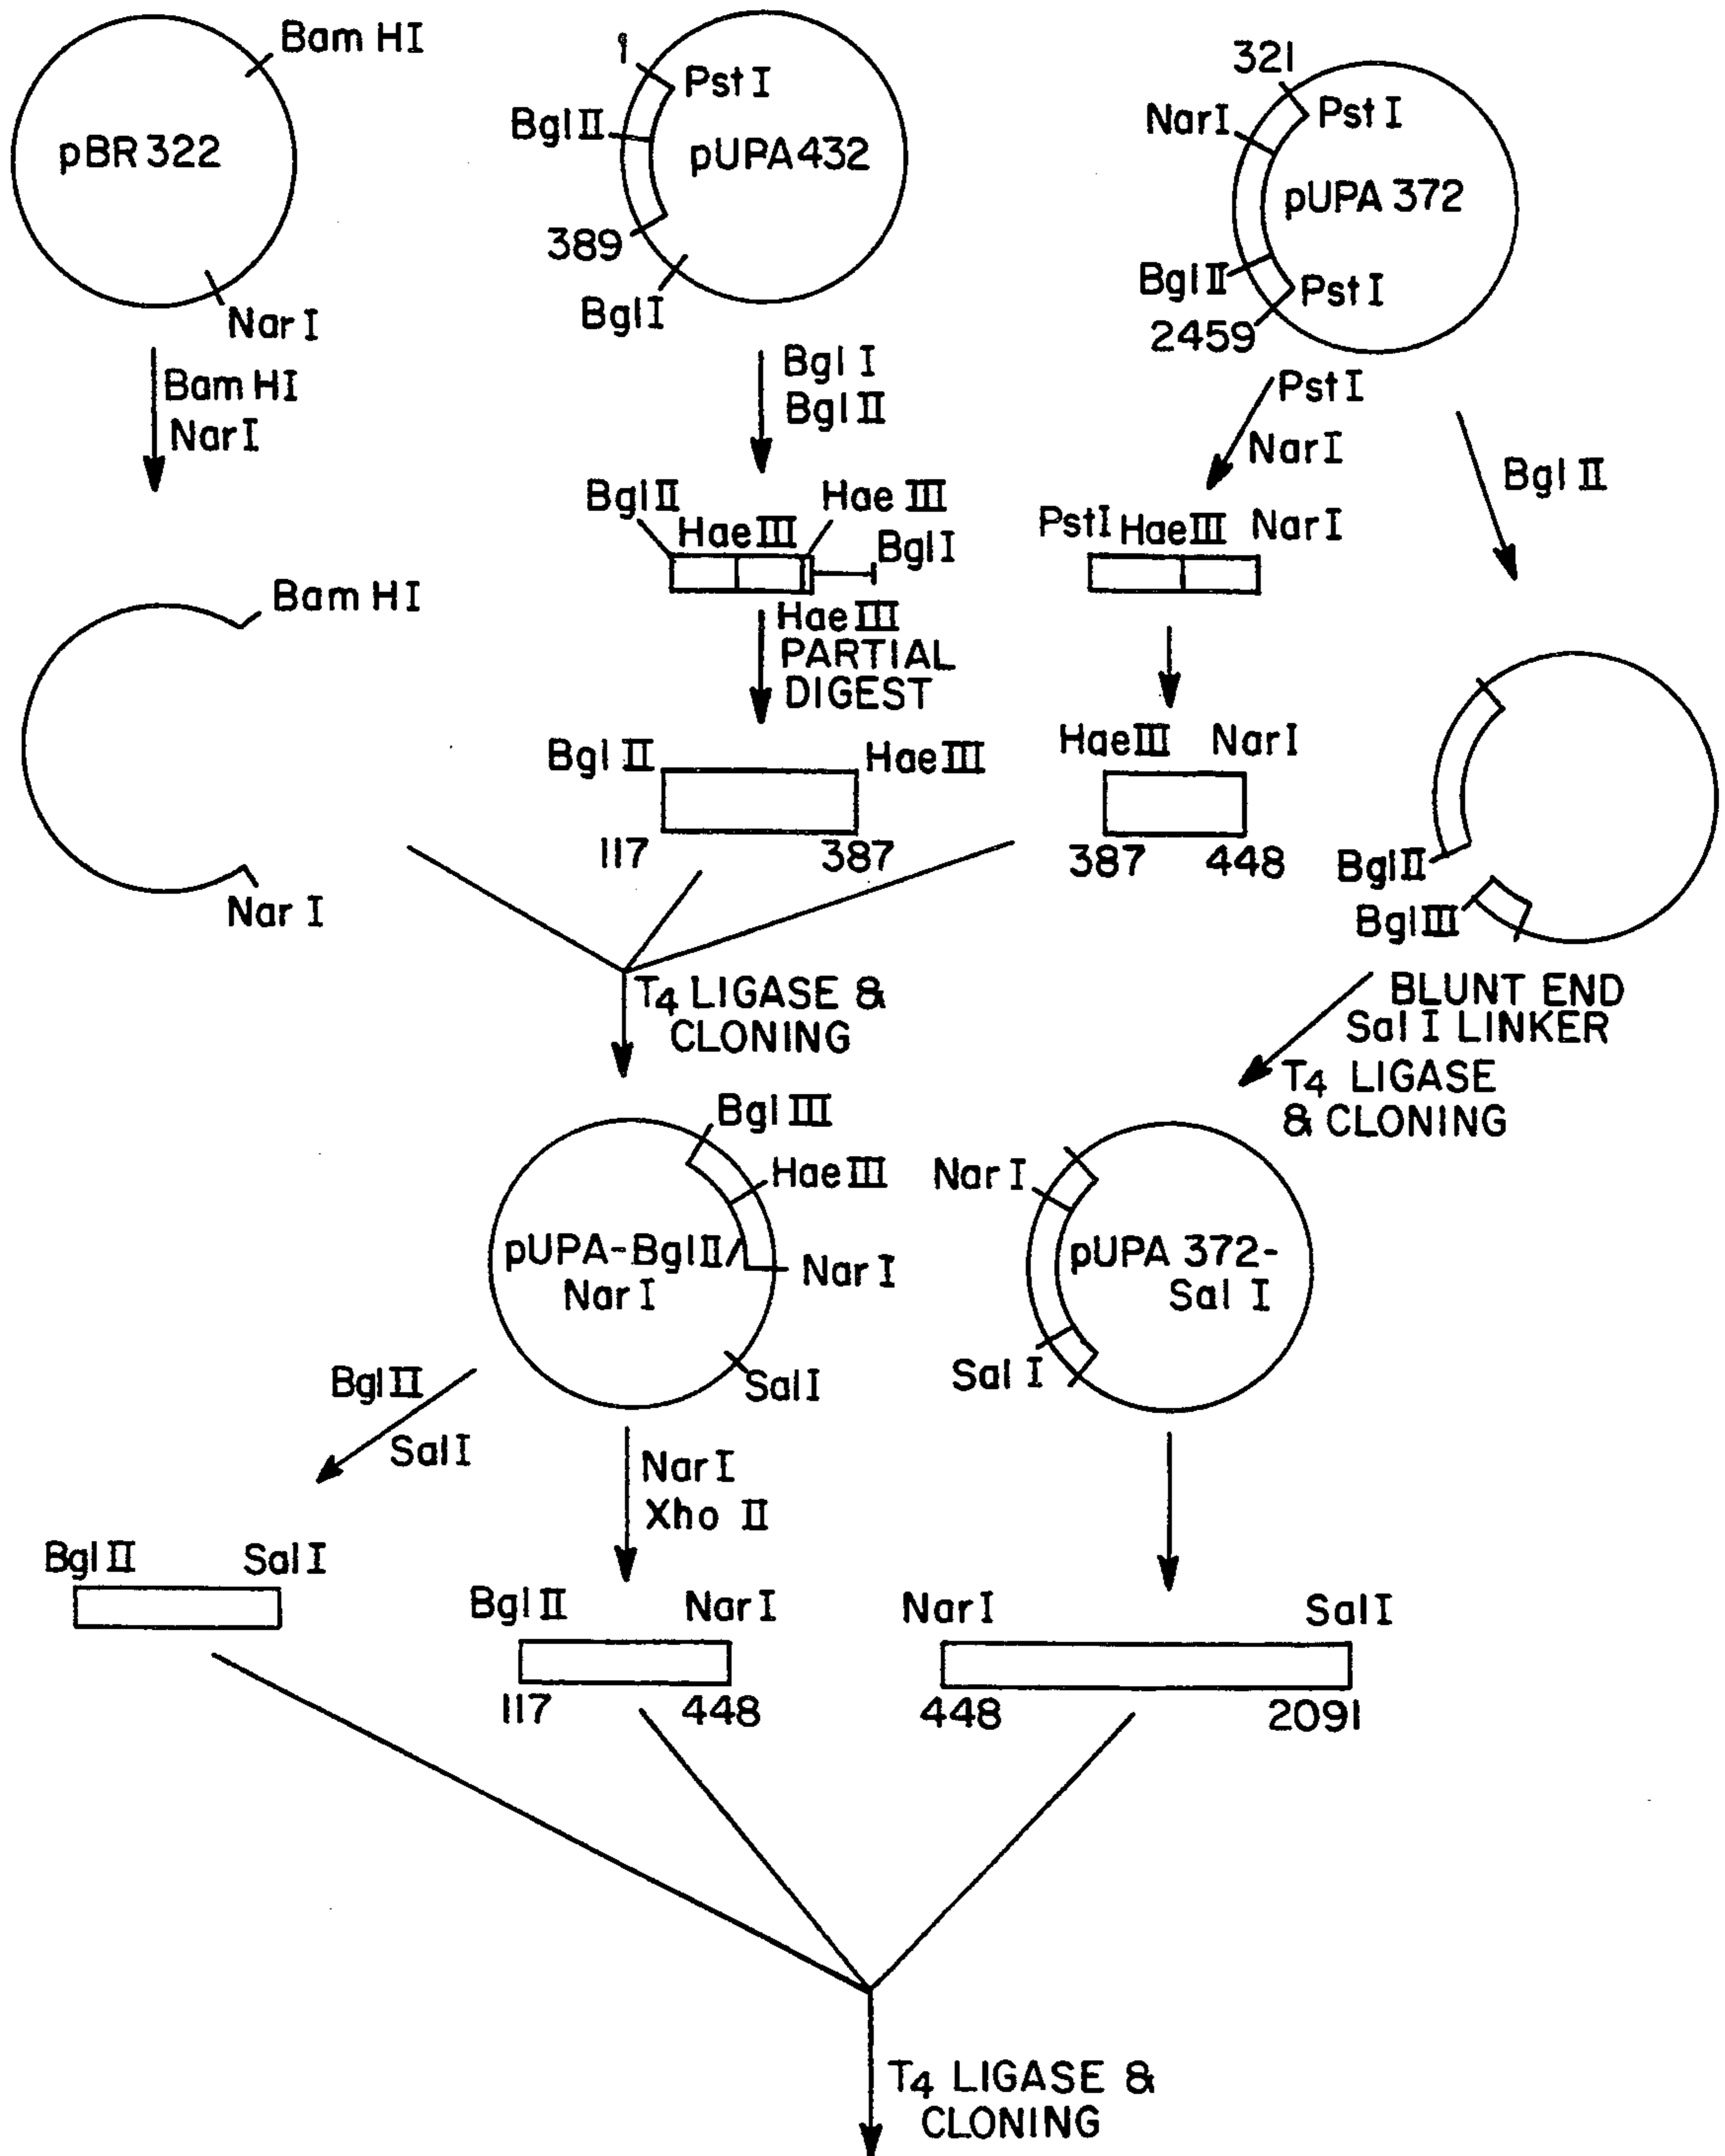 Bam HI
pBR322
Nar I
1
Pst I
Bgl II
pUPA432
389
Bgl I
321
Nar I
Pst I
pUPA 372
Bgl II
Pst I
2459
Bam HI
Nar I
Bgl I
Bgl II
Pst I
Nar I
Bgl II
Bgl II
Hae III
Hae III
Bgl I
Pst I Hae III Nar I
Hae III
PARTIAL
DIGEST
Bam HI
Nar I
Bgl II
Hae III
117
387
Hae III
Nar I
387
448
Bgl II
Bgl III
T4 LIGASE &
CLONING
BLUNT END
Sal I LINKER
T4 LIGASE
& CLONING
Bgl III
Hae III
pUPA-Bgl II/
Nar I
Nar I
Sal I
Nar I
pUPA 372-
Sal I
Sal I
Bgl II
Sal I
Nar I
Xho II
Bgl II
Sal I
Bgl II
Nar I
117
448
Nar I
Sal I
448
2091
T4 LIGASE &
CLONING